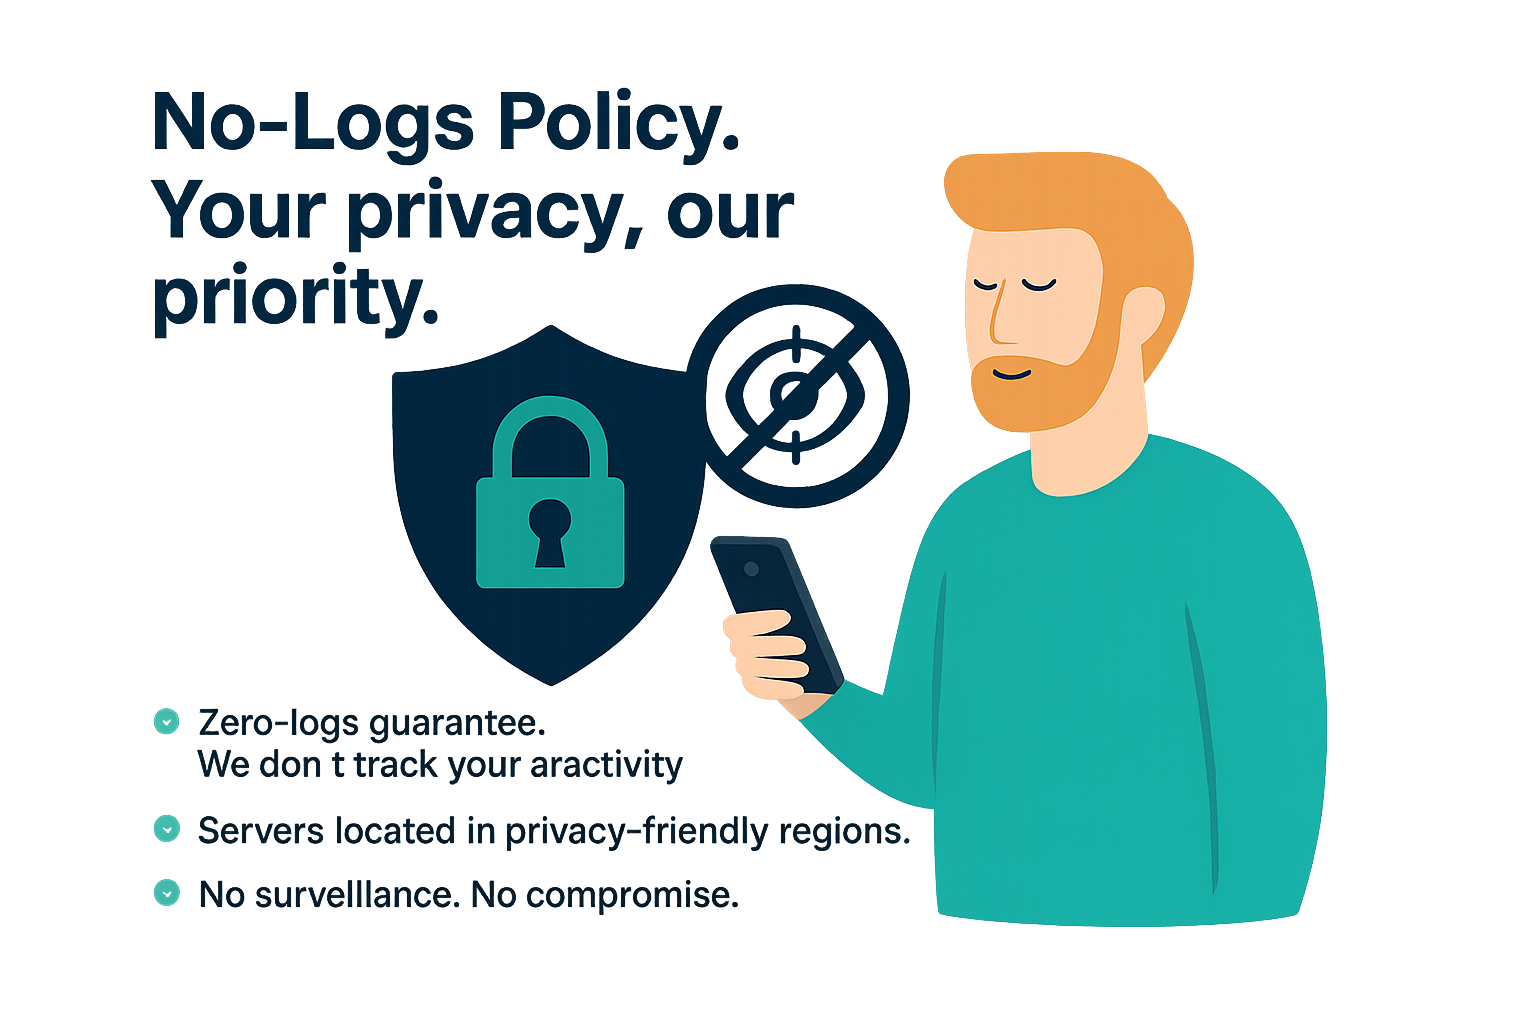 No-Logs Policy.
Your privacy, our
priority.
Zero-logs guarantee.
We don t track your aractivity
Servers located in privacy-friendly regions.
No survelllance. No compromise.